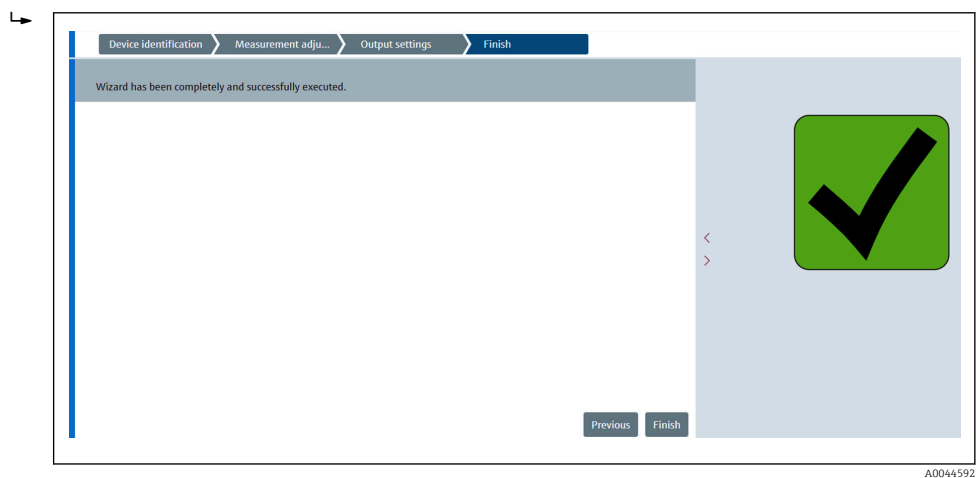 Device identification
Measurement adju...
Output settings
Finish
Wizard has been completely and successfully executed.
Previous
Finish
A0044592